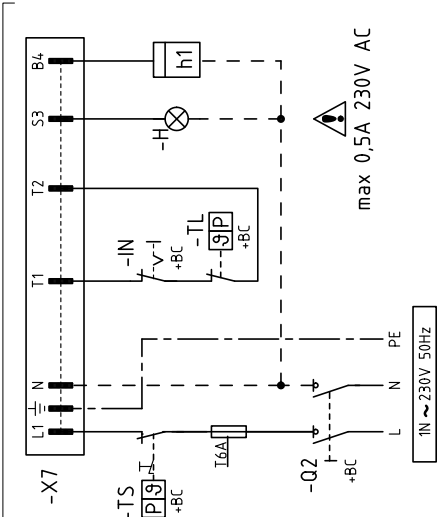 B4
h1
S3
-H
max 0,5A 230V AC
T2
T1
-IN
+BC
-TL
ϑ P
+BC
N
PE
L1
L
N
T6A
-Q2
+BC
-X7
-TS
P ϑ
+BC
1N ~ 230V 50Hz